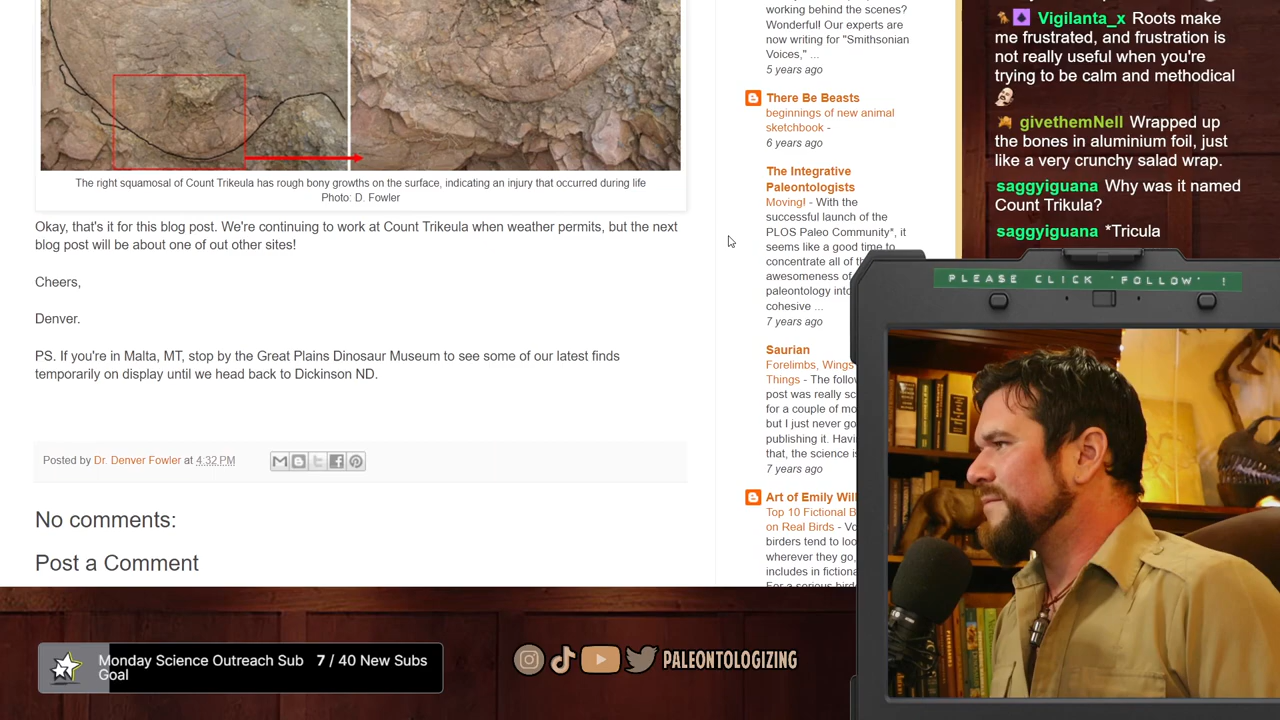 The right squamosal of Count Trikeula has rough bony growths on the surface, indicating an injury that occurred during life
Photo: D. Fowler
Okay, that's it for this blog post. We're continuing to work at Count Trikeula when weather permits, but the next
blog post will be about one of out other sites!
Cheers,
Denver.
PS. If you're in Malta, MT, stop by the Great Plains Dinosaur Museum to see some of our latest finds
temporarily on display until we head back to Dickinson ND.
Posted by Dr. Denver Fowler at 4:32 PM
No comments:
Post a Comment
working behind the scenes?
Wonderful! Our experts are
now writing for "Smithsonian
Voices," ...
5 years ago
There Be Beasts
beginnings of new animal
sketchbook -
6 years ago
The Integrative
Paleontologists
Moving! - With the
successful launch of the
PLOS Paleo Community*, it
seems like a good time to
concentrate all of
awesomeness of
paleontology into
cohesive ...
7 years ago
Saurian
Forelimbs, Wings
Things - The
post was really
for a couple of
but I just never
publishing it.
that, the science
7 years ago
Art of Emily
Top 10 Fictional
on Real Birds -
birders tend to
wherever they go,
includes in
For a serious
Vigilanta_x Roots make
me frustrated, and frustration is
not really useful when you're
trying to be calm and methodical
givethemNell Wrapped up
the bones in aluminium foil, just
like a very crunchy salad wrap.
saggyiguana Why was it named
Count Trikula?
saggyiguana *Tricula
PLEASE CLICK 'FOLLOW' !
Monday Science Outreach Sub 7 / 40 New Subs
Goal
PALEONTOLOGIZING